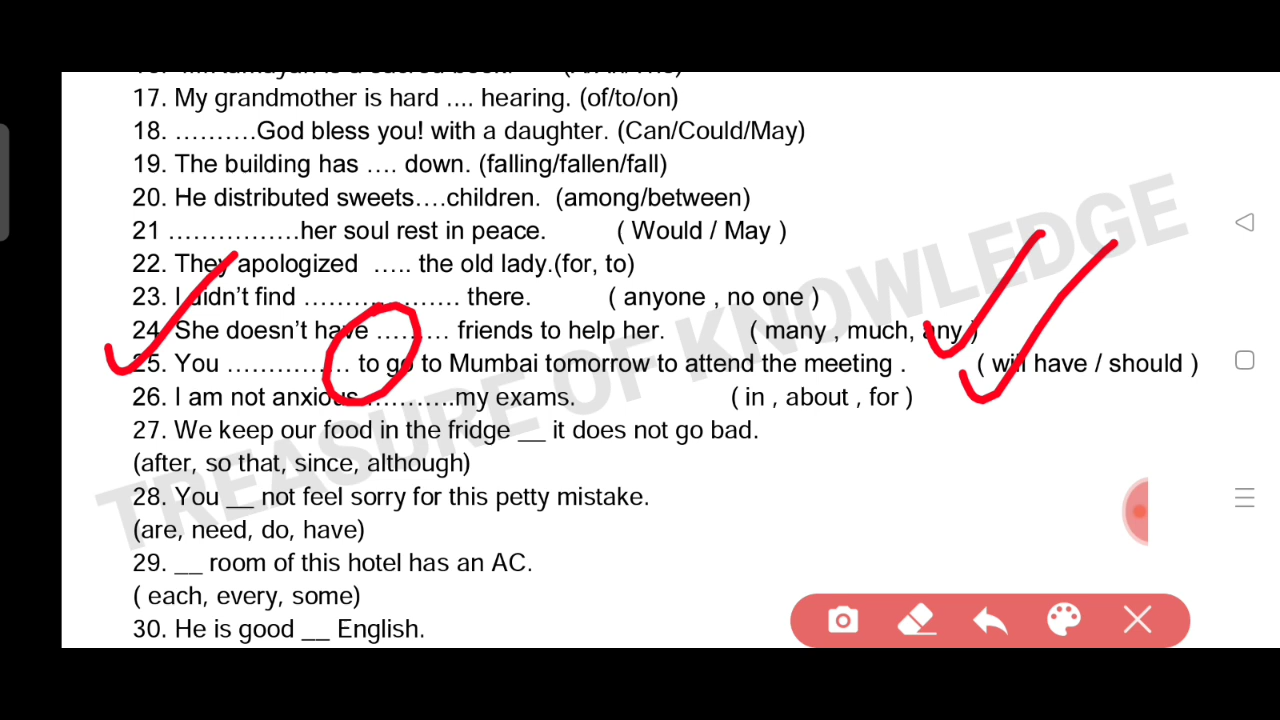 17. My grandmother is hard .... hearing. (of/to/on)
18. ……….God bless you! with a daughter. (Can/Could/May)
19. The building has …. down. (falling/fallen/fall)
20. He distributed sweets….children. (among/between)
21 …………….her soul rest in peace. ( Would / May )
22. They apologized ….. the old lady.(for, to)
23. I didn't find ………………. there. ( anyone , no one )
24. She doesn't have ……… friends to help her. ( many , much, any )
25. You …………… to go to Mumbai tomorrow to attend the meeting . ( will have / should )
26. I am not anxious ………..my exams. ( in , about , for )
27. We keep our food in the fridge __ it does not go bad.
(after, so that, since, although)
28. You __ not feel sorry for this petty mistake.
(are, need, do, have)
29. __ room of this hotel has an AC.
( each, every, some)
30. He is good __ English.
TREASURE OF KNOWLEDGE